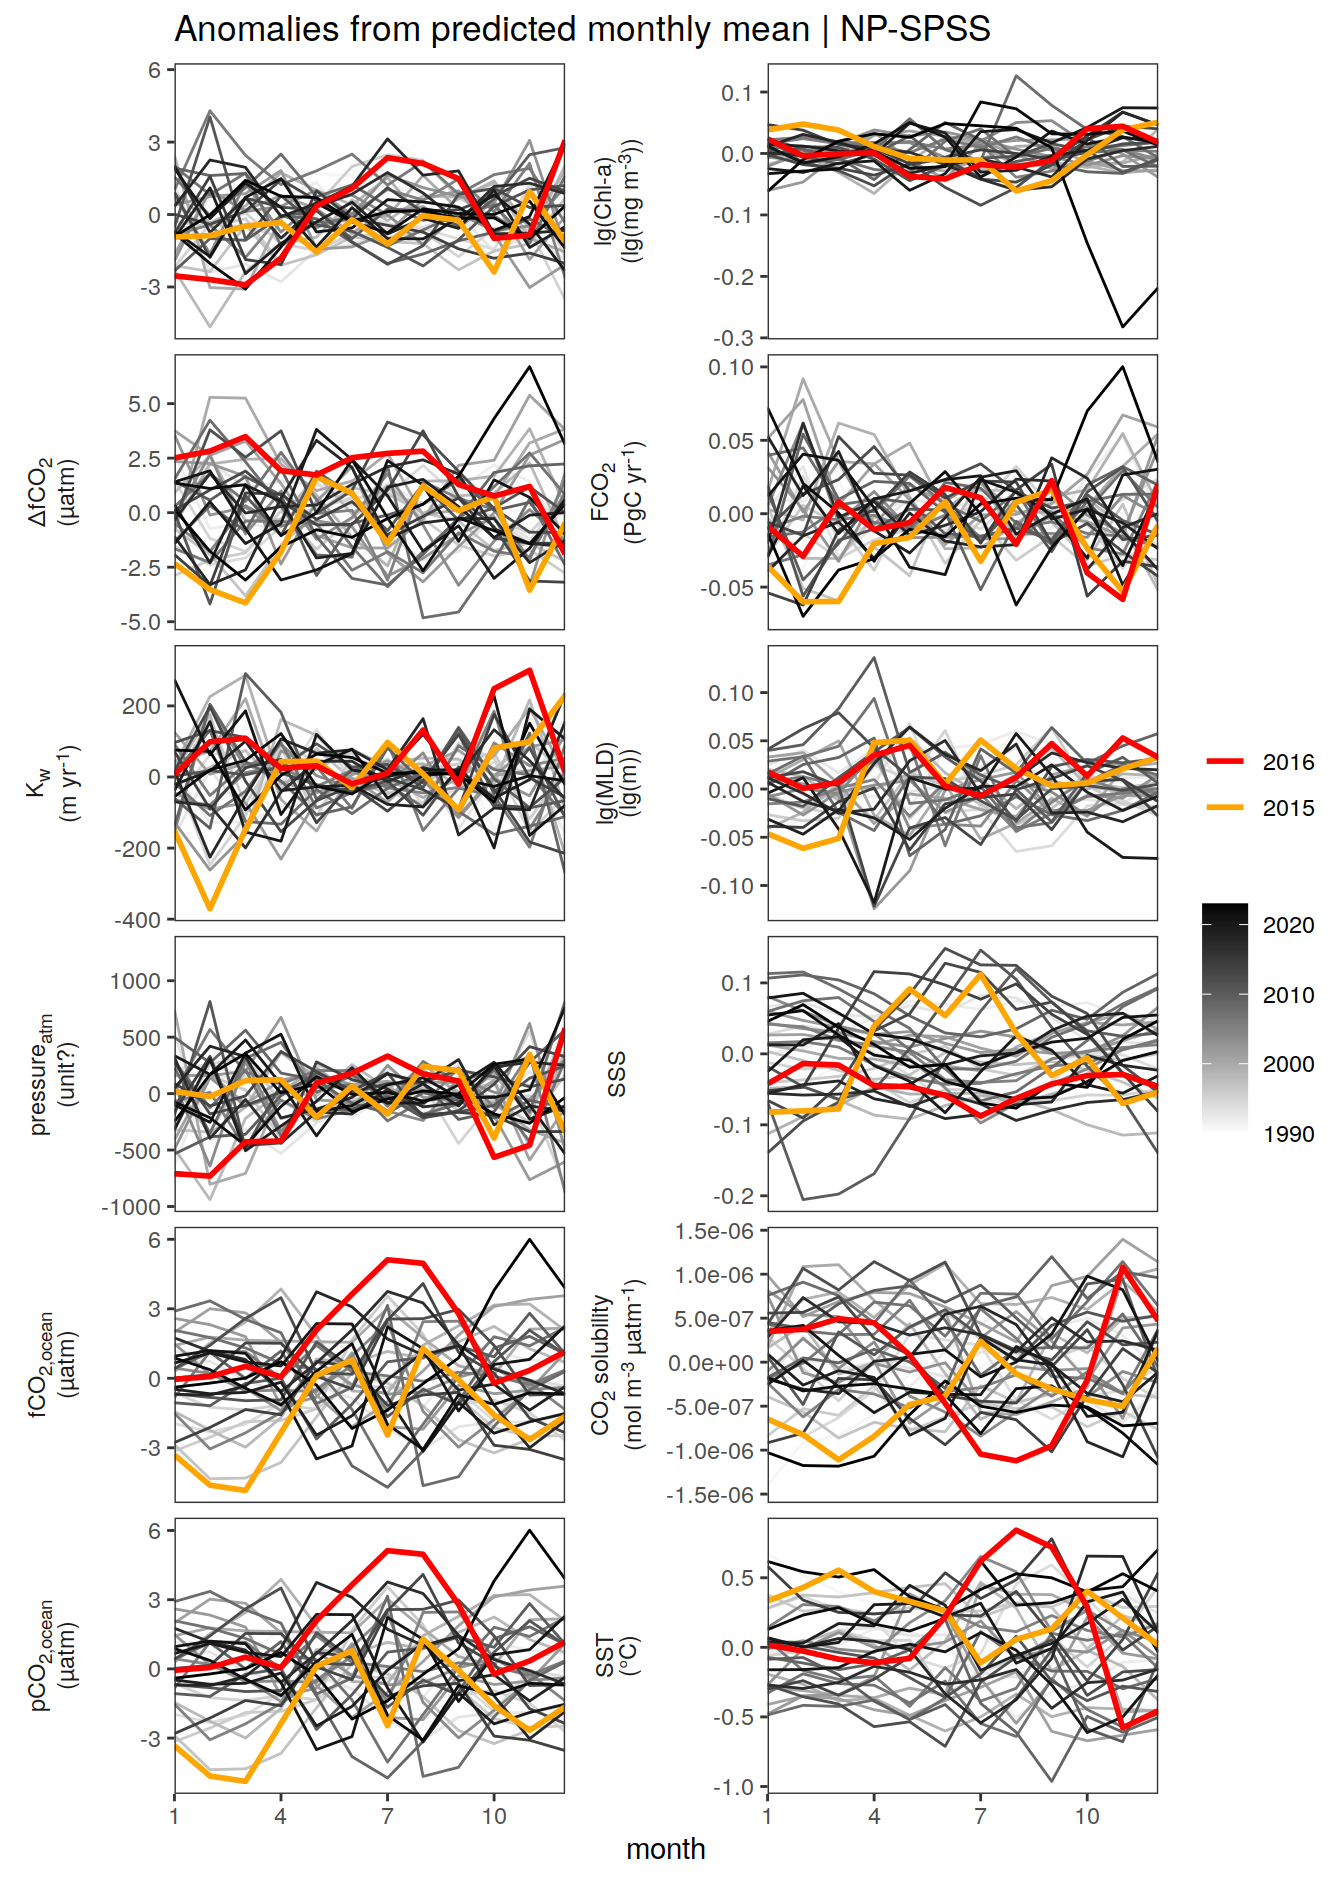 Anomalies from predicted monthly mean | NP-SPSS
6
3
0
-3
lg(Chl-a)
(lg(mg m⁻³))
0.1
0.0
-0.1
-0.2
-0.3
ΔfCO₂
(µatm)
5.0
2.5
0.0
-2.5
-5.0
FCO₂
(PgC yr⁻¹)
0.10
0.05
0.00
-0.05
K_w
(m yr⁻¹)
200
0
-200
-400
lg(MLD)
(lg(m))
0.10
0.05
0.00
-0.05
-0.10
pressure_atm
(unit?)
1000
500
0
-500
-1000
SSS
0.1
0.0
-0.1
-0.2
fCO₂,ocean
(µatm)
6
3
0
-3
CO₂ solubility
(mol m⁻³ µatm⁻¹)
1.5e-06
1.0e-06
5.0e-07
0.0e+00
-5.0e-07
-1.0e-06
-1.5e-06
pCO₂,ocean
(µatm)
6
3
0
-3
SST
(°C)
0.5
0.0
-0.5
-1.0
1 4 7 10
1 4 7 10
month
2016
2015
2020
2010
2000
1990